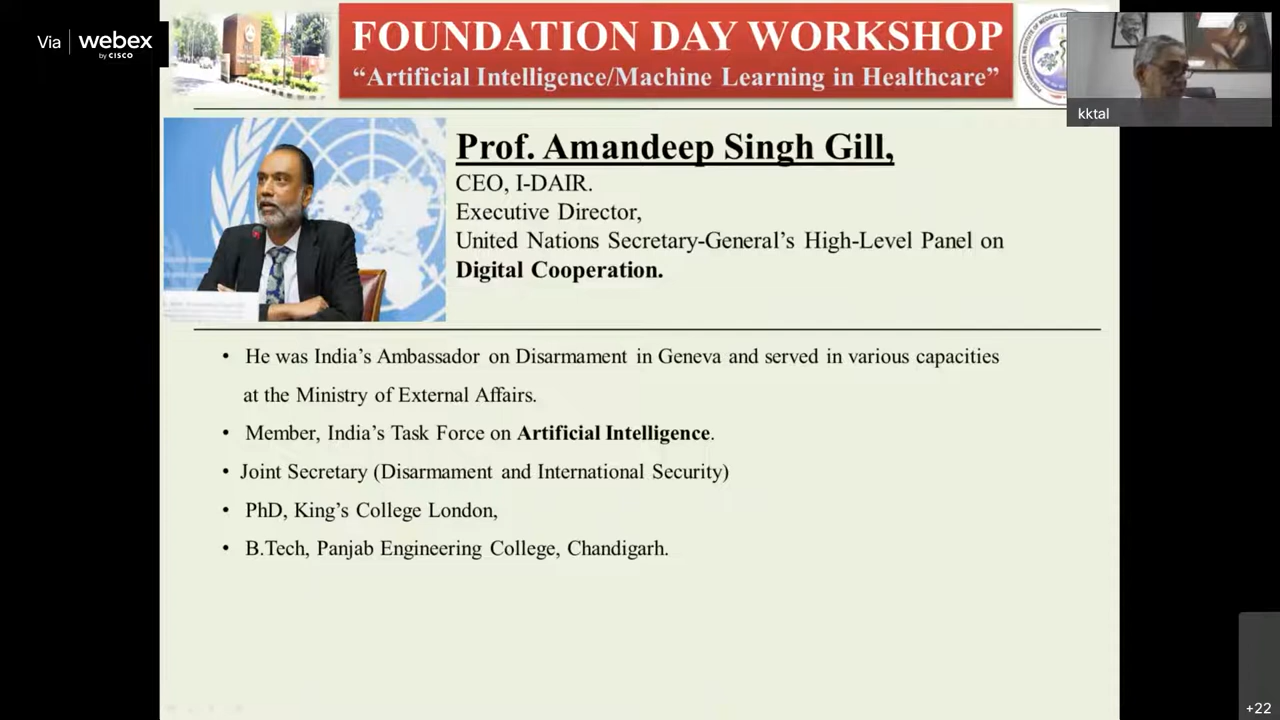 Via webex
by CISCO
FOUNDATION DAY WORKSHOP
“Artificial Intelligence/Machine Learning in Healthcare”
kktal
Prof. Amandeep Singh Gill,
CEO, I-DAIR.
Executive Director,
United Nations Secretary-General’s High-Level Panel on
Digital Cooperation.
• He was India’s Ambassador on Disarmament in Geneva and served in various capacities
at the Ministry of External Affairs.
• Member, India’s Task Force on Artificial Intelligence.
• Joint Secretary (Disarmament and International Security)
• PhD, King’s College London,
• B.Tech, Panjab Engineering College, Chandigarh.
+22